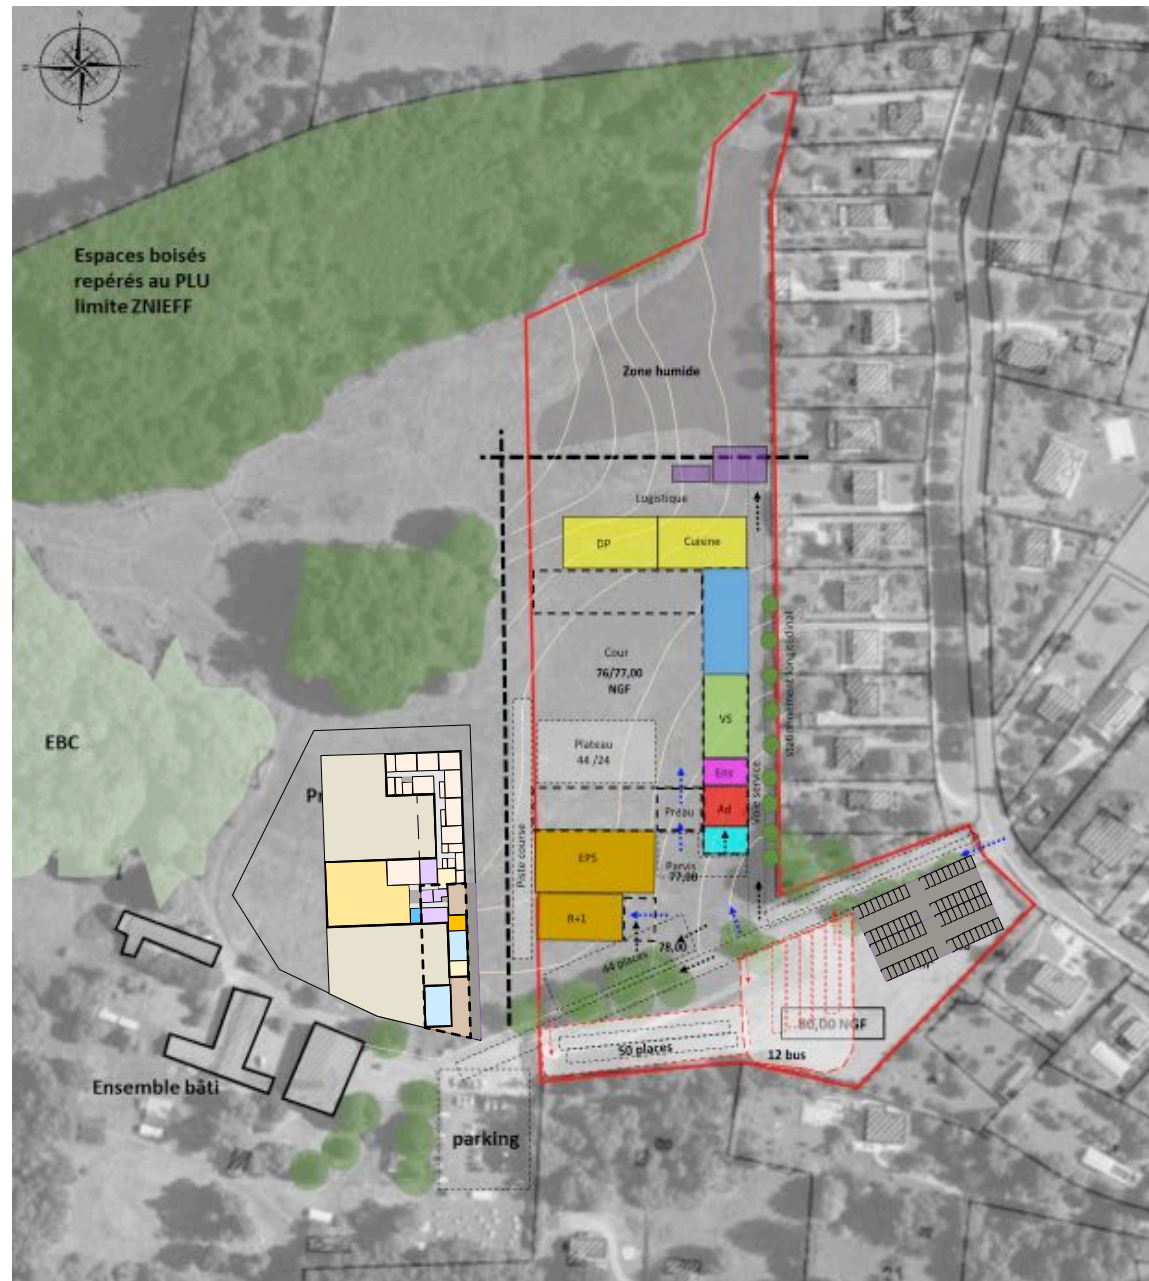 Espaces boisés
repérés au PLU
limite ZNIEFF
Zone humide
Logistique
DP
Cuisine
Cour
76/77,00
NGF
stationnement longitudinal
VS
EBC
Plateau
44 /24
Ens
Pr
Préau
Ad
Voie service
Piste course
EPS
Parvis
77,00
R+1
78,00
44 places
80,00 NGF
50 places
12 bus
Ensemble bâti
parking